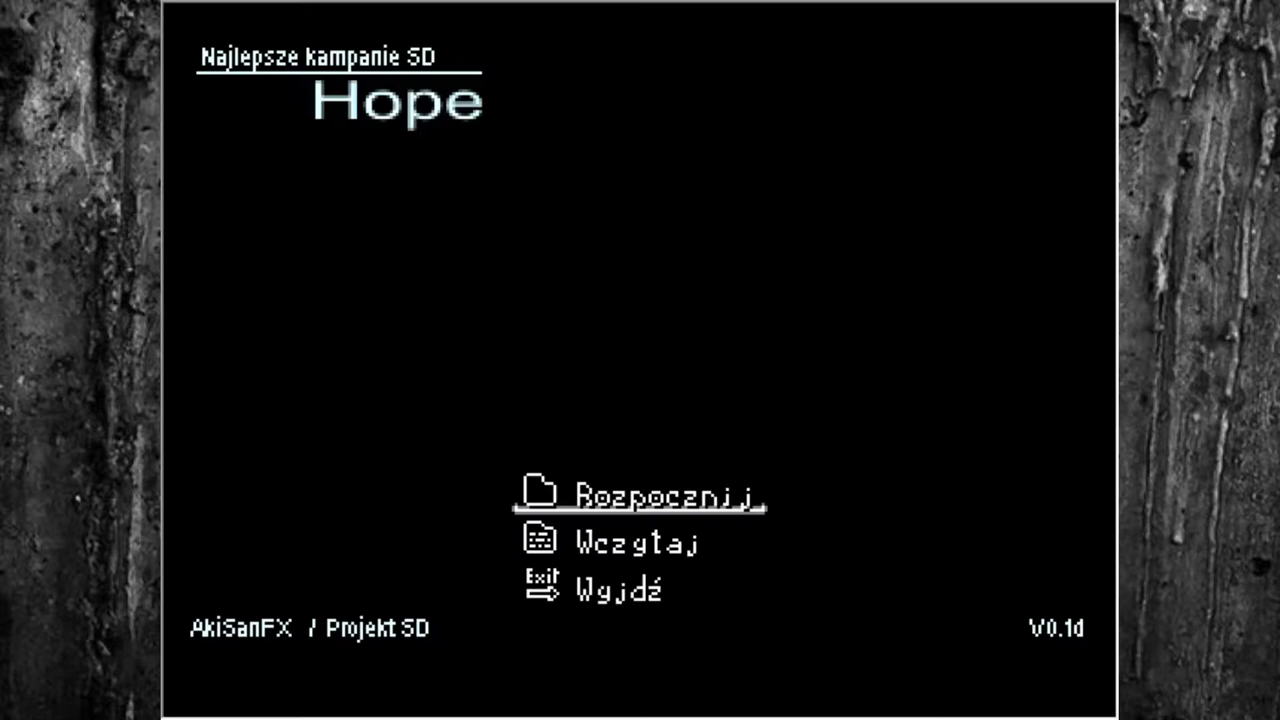 Najlepsze kampanie SD
Hope
Rozpocznij
Wczytaj
Exit
Wyjdź
AkiSanFX / Projekt SD
V0.1d